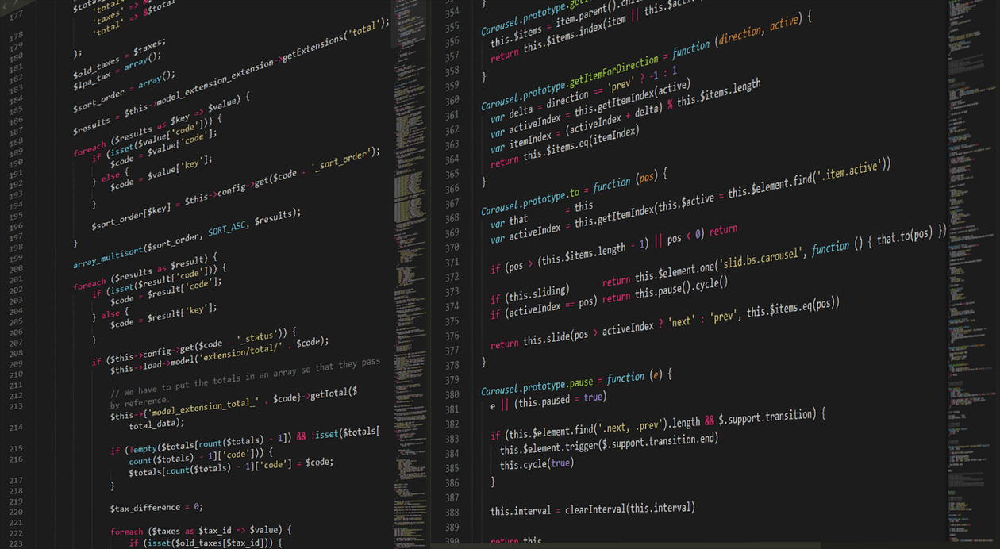 177
178
179
180
181
'taxes' => &$taxes,
'total' => &$total
182 );
183
184 $old_taxes = $taxes;
185 $lpa_tax = array();
186
187 $sort_order = array();
188
189 $results = $this->model_extension_extension->getExtensions('total');
190
191 foreach ($results as $key => $value) {
192 if (isset($value['code'])) {
193 $code = $value['code'];
194 } else {
195 $code = $value['key'];
196 }
197
198 $sort_order[$key] = $this->config->get($code . '_sort_order');
199 }
200
201 array_multisort($sort_order, SORT_ASC, $results);
202
203 foreach ($results as $result) {
204 if (isset($result['code'])) {
205 $code = $result['code'];
206 } else {
207 $code = $result['key'];
208 }
209
210 if ($this->config->get($code . '_status')) {
211 $this->load->model('extension/total/' . $code);
212
213 // We have to put the totals in an array so that they pass
by reference.
214 $this->{'model_extension_total_' . $code}->getTotal($
total_data);
215
216 if (!empty($totals[count($totals) - 1]) && !isset($totals[
count($totals) - 1]['code'])) {
217 $totals[count($totals) - 1]['code'] = $code;
218 }
219
220 $tax_difference = 0;
221
222 foreach ($taxes as $tax_id => $value) {
223 if (isset($old_taxes[$tax_id])) {
354 }
355
356 Carousel.prototype.
357 this.$items = item.parent().
358 return this.$items.index(item || this.
359 }
360
361 Carousel.prototype.getItemForDirection = function (direction, active) {
362 var delta = direction == 'prev' ? -1 : 1
363 var activeIndex = this.getItemIndex(active)
364 var itemIndex = (activeIndex + delta) % this.$items.length
365 return this.$items.eq(itemIndex)
366 }
367
368 Carousel.prototype.to = function (pos) {
369 var that = this
370 var activeIndex = this.getItemIndex(this.$active = this.$element.find('.item.active'))
371
372 if (pos > (this.$items.length - 1) || pos < 0) return
373
374 if (this.sliding) return this.$element.one('slid.bs.carousel', function () { that.to(pos) })
375 if (activeIndex == pos) return this.pause().cycle()
376
377 return this.slide(pos > activeIndex ? 'next' : 'prev', this.$items.eq(pos))
378 }
379
380 Carousel.prototype.pause = function (e) {
381 e || (this.paused = true)
382
383 if (this.$element.find('.next, .prev').length && $.support.transition) {
384 this.$element.trigger($.support.transition.end)
385 this.cycle(true)
386 }
387
388 this.interval = clearInterval(this.interval)
389
390 return this